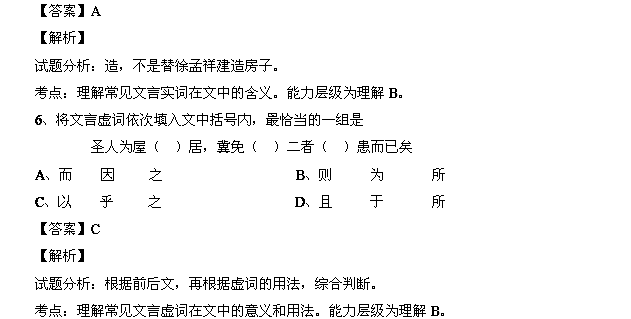 【答案】A
【解析】
试题分析：造，不是替徐孟祥建造房子。
考点：理解常见文言实词在文中的含义。能力层级为理解 B。
6、将文言虚词依次填入文中括号内，最恰当的一组是
圣人为屋（ ）居，冀免（ ）二者（ ）患而已矣
A、而 因 之 B、则 为 所
C、以 乎 之 D、且 于 所
【答案】C
【解析】
试题分析：根据前后文，再根据虚词的用法，综合判断。
考点：理解常见文言虚词在文中的意义和用法。能力层级为理解 B。